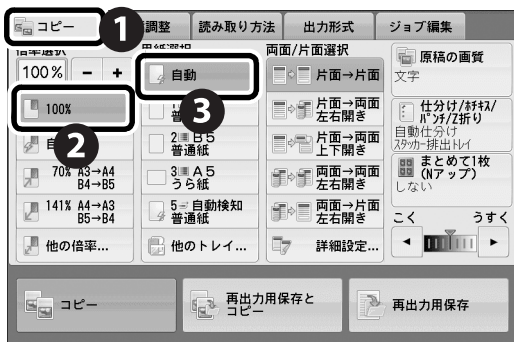 コピー
調整
読み取り方法
出力形式
ジョブ編集
1
倍率選択
100%
-
+
100%
2
70% A3→A4
B4→B5
141% A4→A3
B5→B4
他の倍率...
用紙選択
自動
3
普通紙
2 B5
普通紙
3 A5
うら紙
5 自動検知
普通紙
他のトレイ...
両面/片面選択
片面→片面
片面→両面
左右開き
片面→両面
上下開き
両面→両面
左右開き
両面→片面
左右開き
詳細設定...
原稿の画質
文字
仕分け/ホチキス/
パンチ/Z折り
自動仕分け
スタッカー排出トレイ
まとめて1枚
(Nアップ)
しない
こく
うすく
コピー
再出力用保存と
コピー
再出力用保存